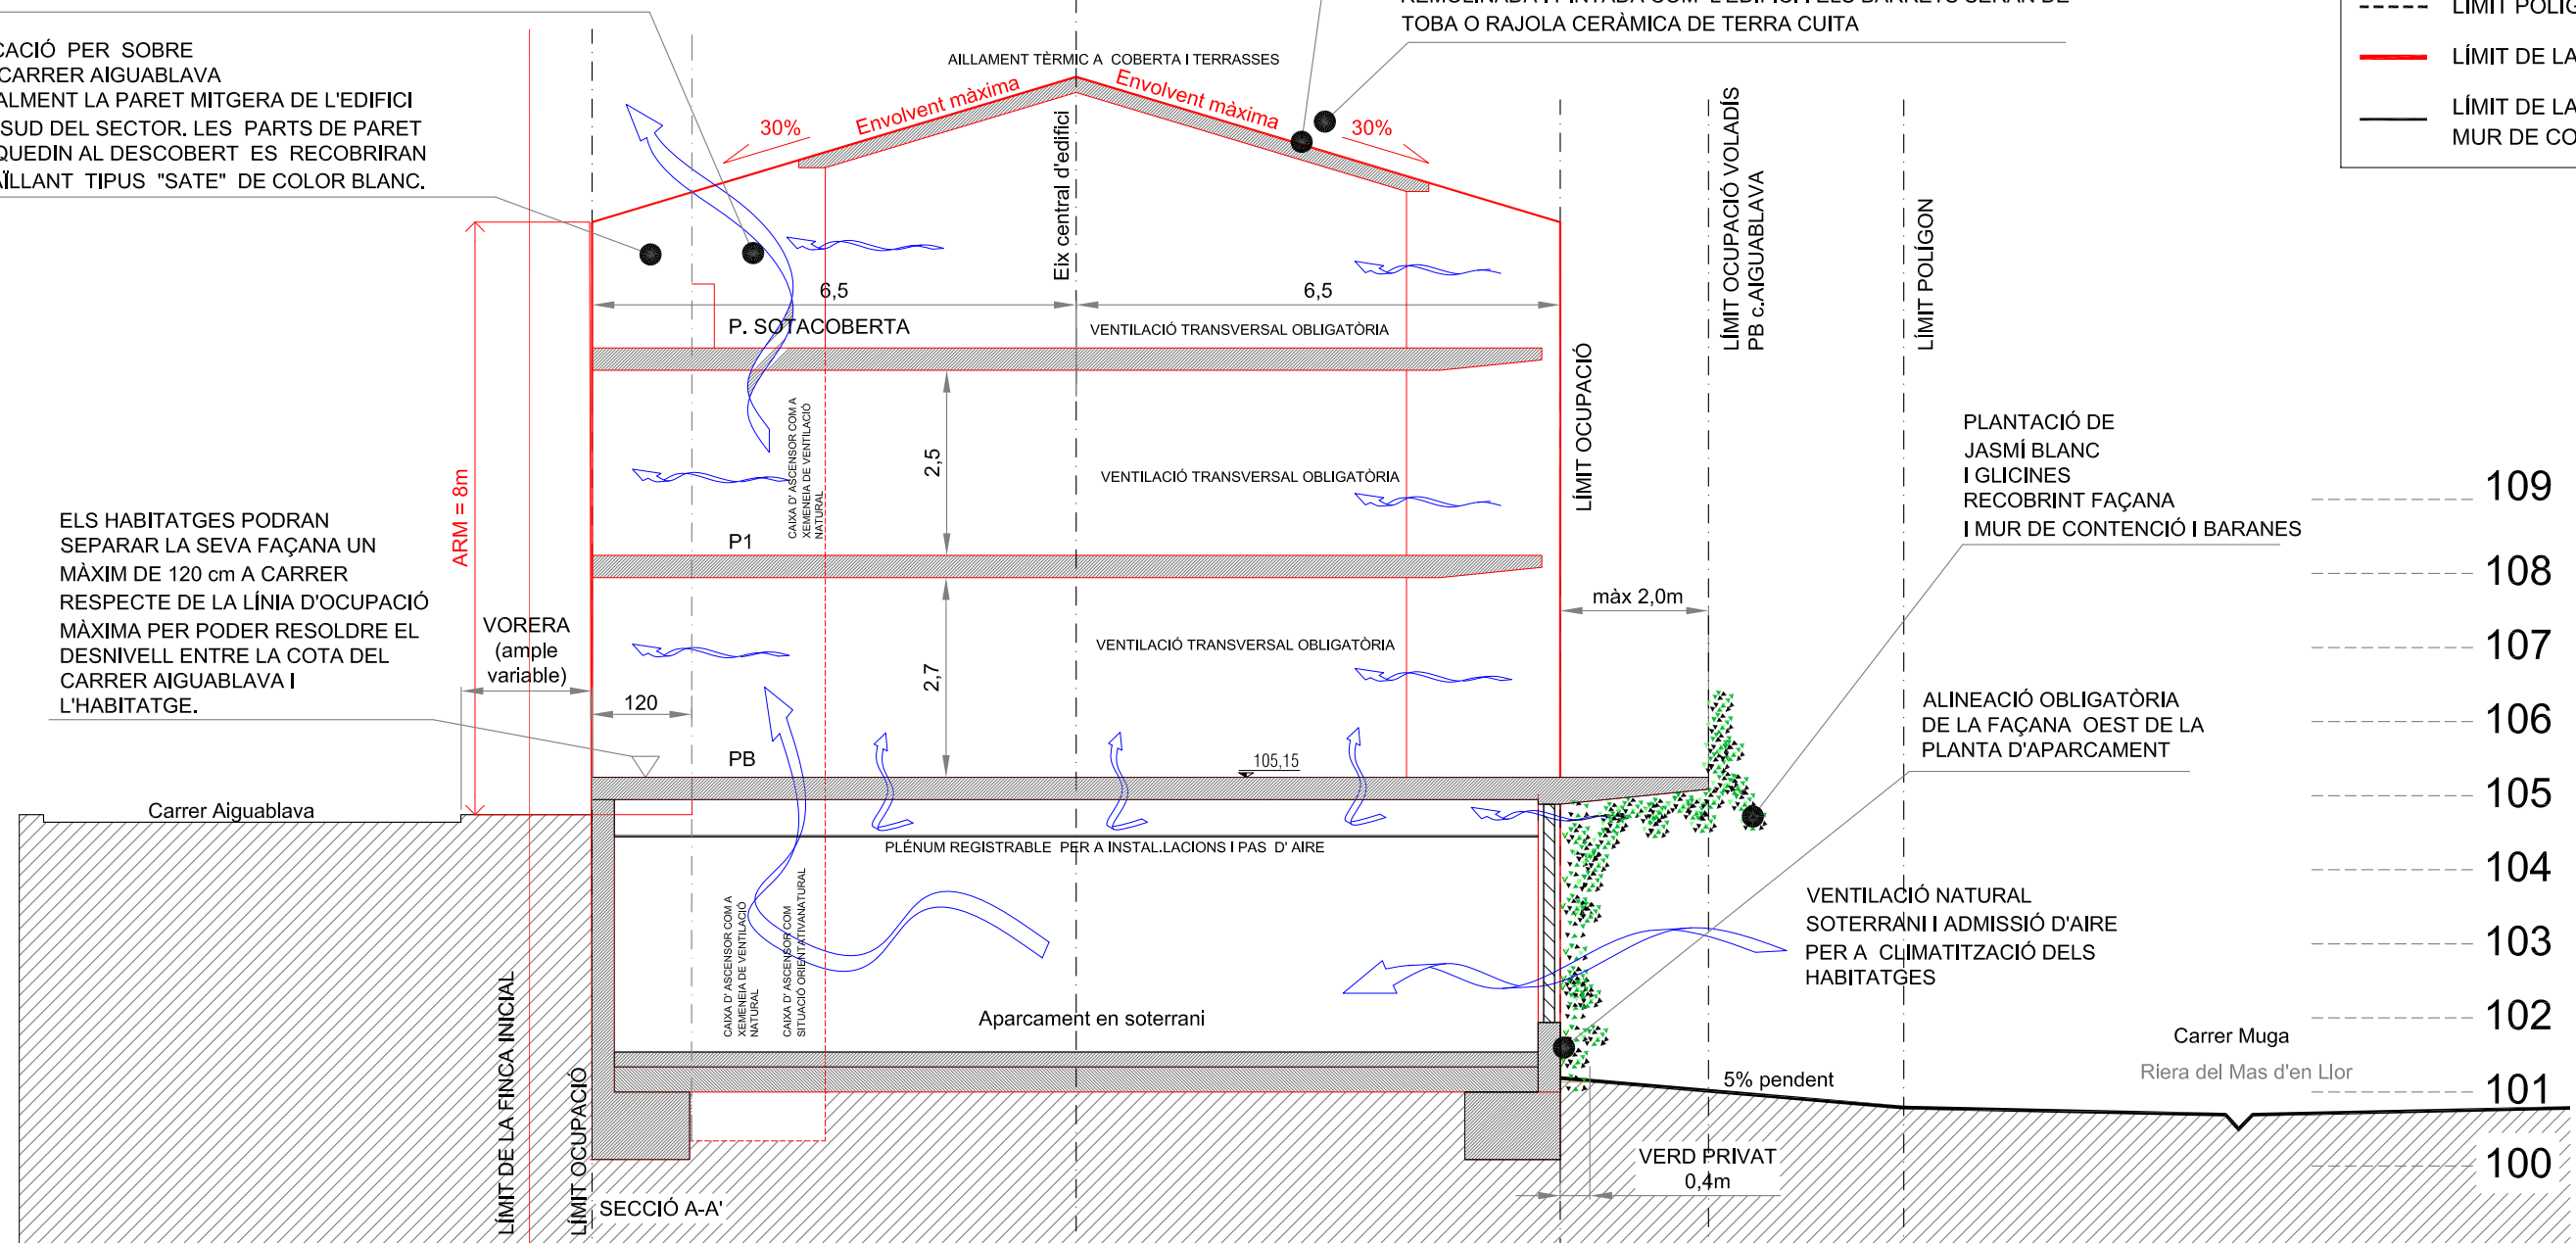 CACIÓ PER SOBRE
CARRER AIGUABLAVA
ALMENT LA PARET MITGERA DE L'EDIFICI
SUD DEL SECTOR. LES PARTS DE PARET
QUEDIN AL DESCOBERT ES RECOBRIRAN
AÏLLANT TIPUS "SATE" DE COLOR BLANC.
REMOLINADA I PINTADA COM L'EDIFICI I ELS BARRETS SERAN DE
TOBA O RAJOLA CERÀMICA DE TERRA CUITA
LÍMIT POLÍG
LÍMIT DE LA
LÍMIT DE LA
MUR DE CO
AILLAMENT TÈRMIC A COBERTA I TERRASSES
Envolvent màxima
Envolvent màxima
30%
30%
Eix central d'edifici
LÍMIT OCUPACIÓ VOLADÍS
PB c.AIGUABLAVA
LÍMIT POLÍGON
6,5
6,5
P. SOTACOBERTA
VENTILACIÓ TRANSVERSAL OBLIGATÒRIA
ARM = 8m
CAIXA D' ASCENSOR COM A
XEMENEIA DE VENTILACIÓ
NATURAL
2,5
VENTILACIÓ TRANSVERSAL OBLIGATÒRIA
LÍMIT OCUPACIÓ
P1
PLANTACIÓ DE
JASMÍ BLANC
I GLICINES
RECOBRINT FAÇANA
I MUR DE CONTENCIÓ I BARANES
ELS HABITATGES PODRAN
SEPARAR LA SEVA FAÇANA UN
MÀXIM DE 120 cm A CARRER
RESPECTE DE LA LÍNIA D'OCUPACIÓ
MÀXIMA PER PODER RESOLDRE EL
DESNIVELL ENTRE LA COTA DEL
CARRER AIGUABLAVA I
L'HABITATGE.
VORERA
(ample
variable)
120
2,7
VENTILACIÓ TRANSVERSAL OBLIGATÒRIA
màx 2,0m
PB
105,15
ALINEACIÓ OBLIGATÒRIA
DE LA FAÇANA OEST DE LA
PLANTA D'APARCAMENT
Carrer Aiguablava
PLÉNUM REGISTRABLE PER A INSTAL.LACIONS I PAS D' AIRE
CAIXA D' ASCENSOR COM A
XEMENEIA DE VENTILACIÓ
NATURAL
CAIXA D' ASCENSOR COM
SITUACIÓ ORIENTATIVANATURAL
VENTILACIÓ NATURAL
SOTERRANI I ADMISSIÓ D'AIRE
PER A CLIMATITZACIÓ DELS
HABITATGES
Aparcament en soterrani
LÍMIT DE LA FINCA INICIAL
LÍMIT OCUPACIÓ
SECCIÓ A-A'
5% pendent
VERD PRIVAT
0,4m
Carrer Muga
Riera del Mas d'en Llor
109
108
107
106
105
104
103
102
101
100